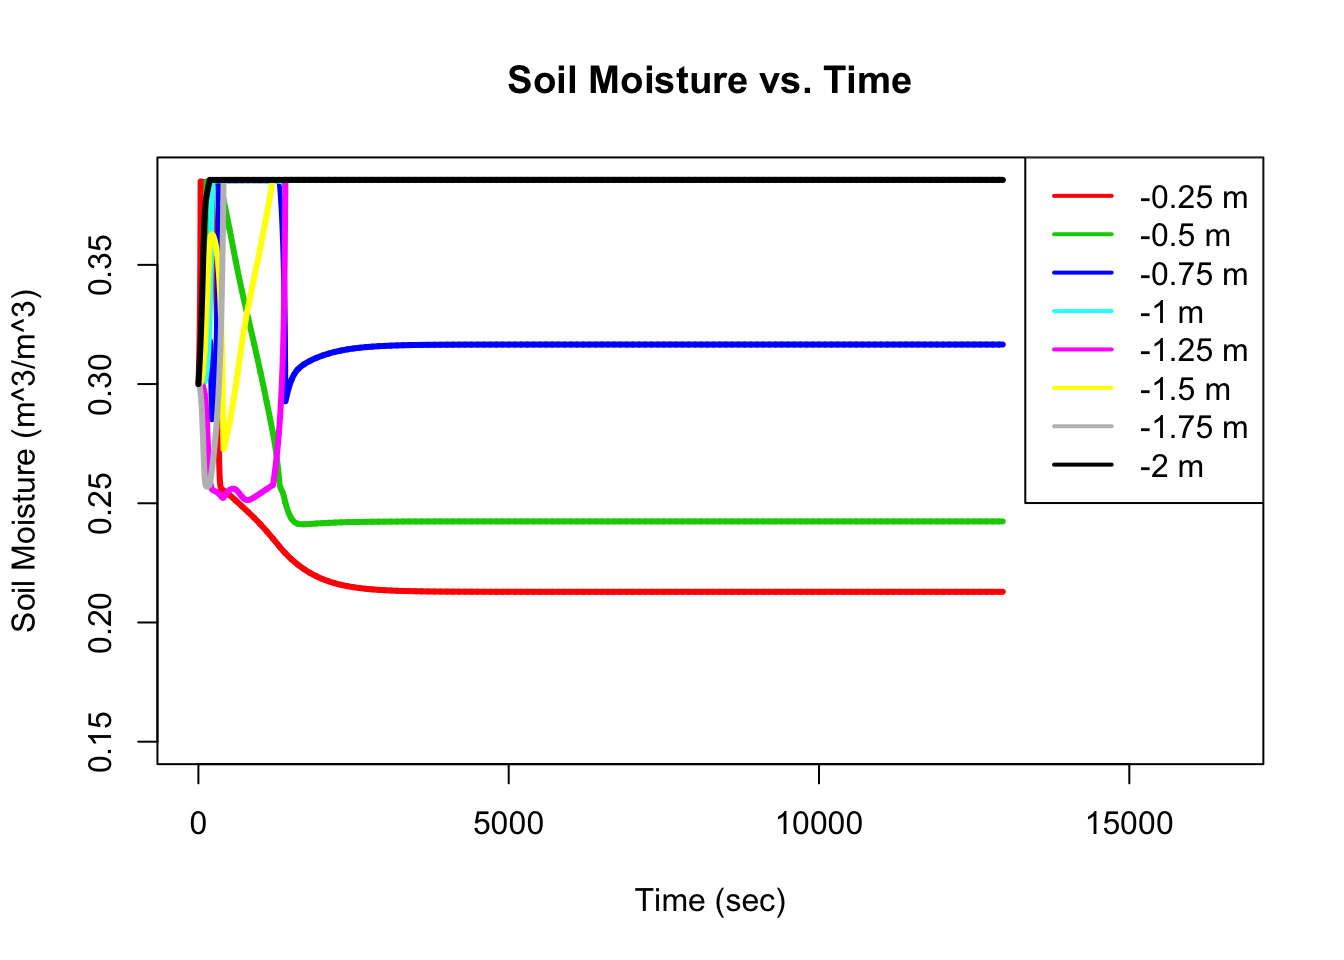 Soil Moisture vs. Time
Soil Moisture (m^3/m^3)
0.35
0.30
0.25
0.20
0.15
-0.25 m
-0.5 m
-0.75 m
-1 m
-1.25 m
-1.5 m
-1.75 m
-2 m
0
5000
10000
15000
Time (sec)